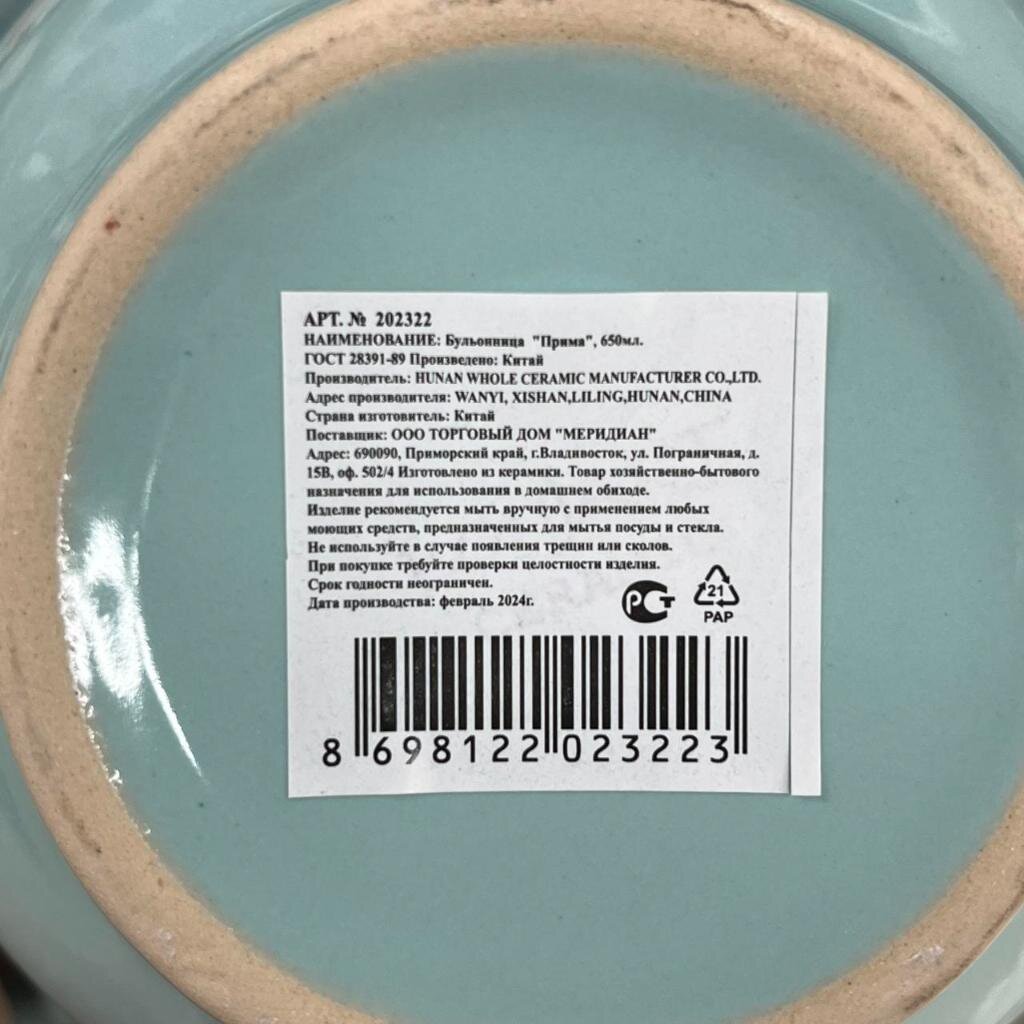 АРТ. № 202322
НАИМЕНОВАНИЕ: Бульонница "Прима", 650мл.
ГОСТ 28391-89 Произведено: Китай
Производитель: HUNAN WHOLE CERAMIC MANUFACTURER CO.,LTD.
Адрес производителя: WANYI, XISHAN,LILING,HUNAN,CHINA
Страна изготовитель: Китай
Поставщик: ООО ТОРГОВЫЙ ДОМ "МЕРИДИАН"
Адрес: 690090, Приморский край, г.Владивосток, ул. Пограничная, д.
15В, оф. 502/4 Изготовлено из керамики. Товар хозяйственно-бытового
назначения для использования в домашнем обиходе.
Изделие рекомендуется мыть вручную с применением любых
моющих средств, предназначенных для мытья посуды и стекла.
Не используйте в случае появления трещин или сколов.
При покупке требуйте проверки целостности изделия.
Срок годности неограничен.
Дата производства: февраль 2024г.
РСТ
21
PAP
8 698122 023223